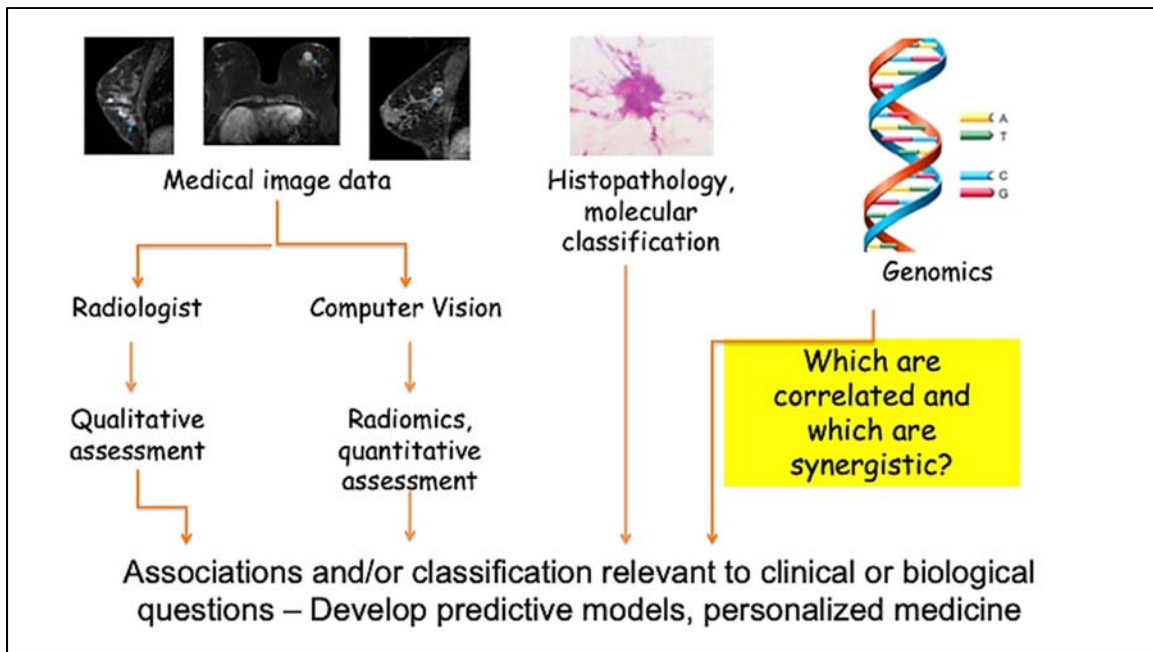 Medical image data
Histopathology,
molecular
classification
A
T
C
G
Genomics
Radiologist
Computer Vision
Which are
correlated and
which are
synergistic?
Qualitative
assessment
Radiomics,
quantitative
assessment
Associations and/or classification relevant to clinical or biological
questions – Develop predictive models, personalized medicine